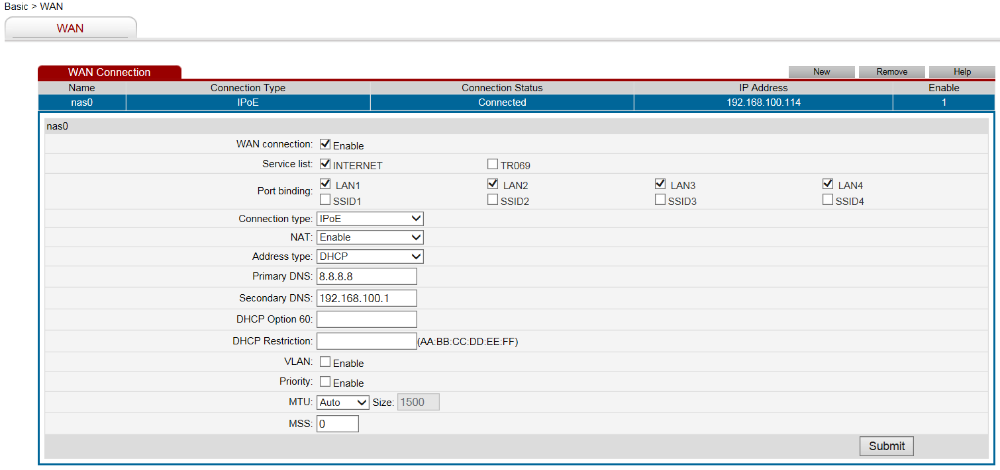 Basic > WAN
WAN
WAN Connection New Remove Help
Name Connection Type Connection Status IP Address Enable
nas0 IPoE Connected 192.168.100.114 1
nas0
WAN connection: Enable
Service list: INTERNET TR069
Port binding: LAN1 LAN2 LAN3 LAN4
SSID1 SSID2 SSID3 SSID4
Connection type: IPoE
NAT: Enable
Address type: DHCP
Primary DNS: 8.8.8.8
Secondary DNS: 192.168.100.1
DHCP Option 60:
DHCP Restriction: (AA:BB:CC:DD:EE:FF)
VLAN: Enable
Priority: Enable
MTU: Auto Size: 1500
MSS: 0
Submit